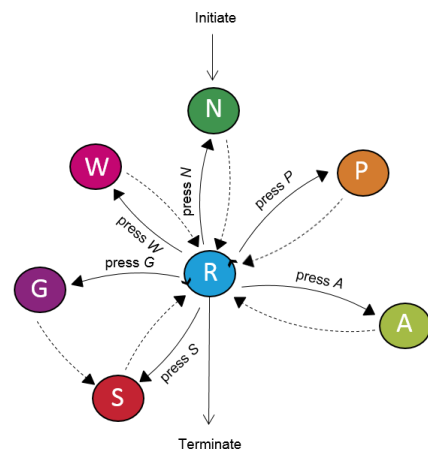 Initiate
N
W
P
press N
press P
press W
R
press G
press A
G
A
press S
S
Terminate